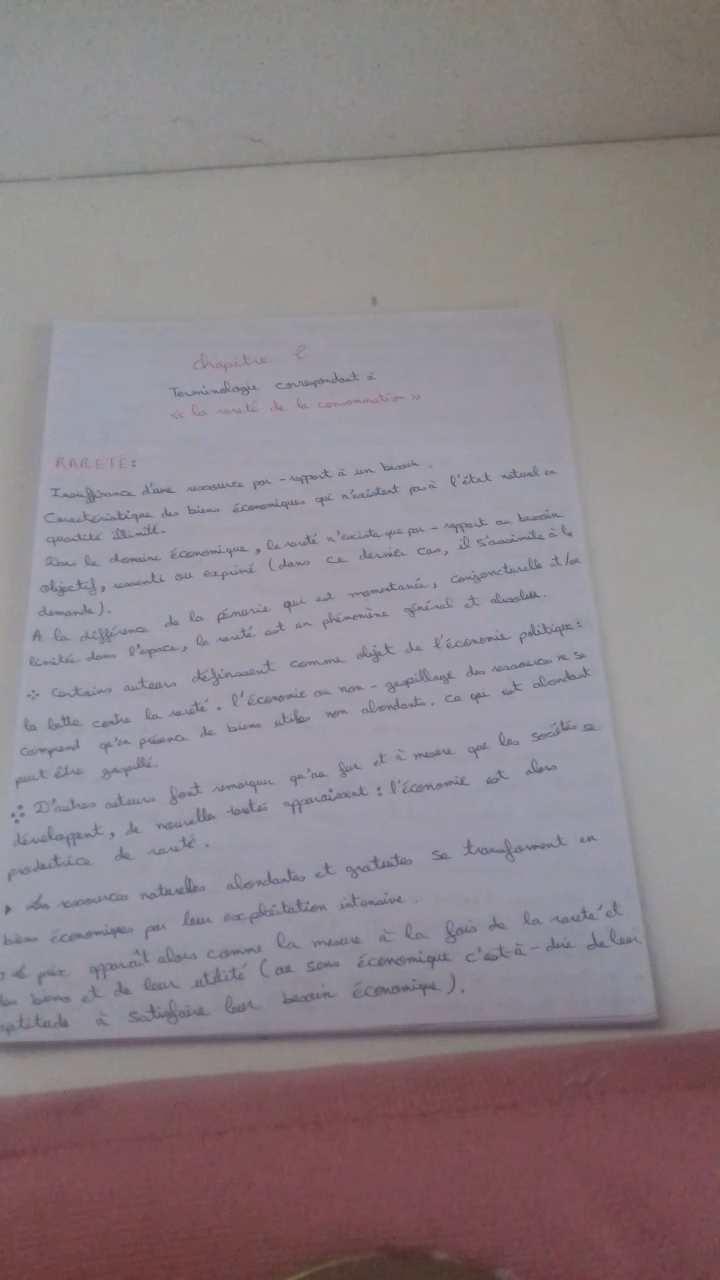 chapitre
Terminologie correspondant à
« la rareté de la consommation »
RARETÉ :
Insuffisance d'une ressource par-rapport à un besoin.
Caractéristique des biens économiques qui n'existent pas à l'état naturel en
quantité illimité.
Dans le domaine économique, la rareté n'existe que par-rapport au besoin
objectif, ressenti ou exprimé (dans ce dernier cas, il s'assimile à la
demande).
A la différence de la pénurie qui est momentané, conjoncturelle et/ou
limitée dans l'espace, la rareté est un phénomène général et absolue.
Certains auteurs définissent comme objet de l'économie politique :
la lutte contre la rareté. l'économie ou non-gaspillage des ressources ne se
comprend qu'en présence de biens utiles non abondants. ce qui est abondant
peut être gaspillé.
D'autres auteurs font remarquer qu'au fur et à mesure que les sociétés se
développent, de nouvelles raretés apparaissent : l'économie est alors
productrice de rareté.
Les ressources naturelles abondantes et gratuites se transforment en
biens économiques par leur exploitation intensive.
Le prix apparaît alors comme la mesure à la fois de la rareté et
biens et de leur utilité (au sens économique c'est-à-dire de leur
aptitude à satisfaire leur besoin économique).